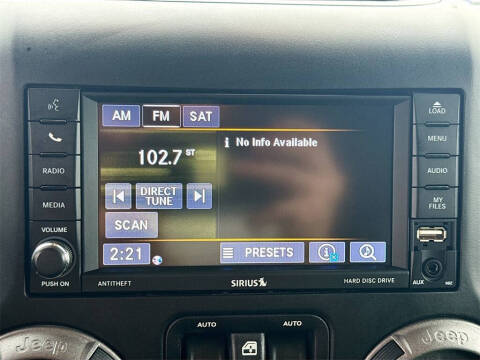 AM FM SAT
LOAD
i No Info Available
MENU
102.7 ST
RADIO
AUDIO
DIRECT
TUNE
MEDIA
MY
FILES
SCAN
VOLUME
2:21 PRESETS
PUSH ON
AUX
ANTITHEFT SIRIUS HARD DISC DRIVE
AUTO AUTO
Jeep Jeep